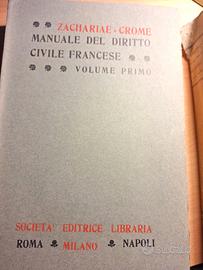 ZACHARIAE - CROME
MANUALE DEL DIRITTO
CIVILE FRANCESE
VOLUME PRIMO
SOCIETA' EDITRICE LIBRARIA
ROMA MILANO NAPOLI